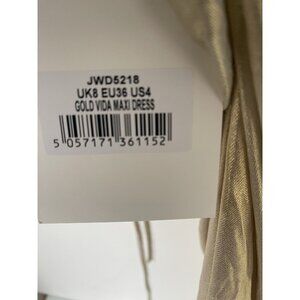 JWD5218
UK8 EU36 US4
GOLD VIDA MAXI DRESS
5 057171 361152